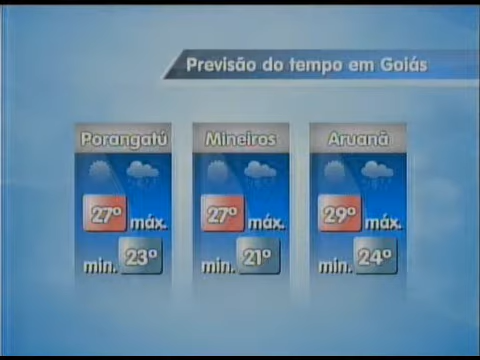 Previsão do tempo em Goiás
Porangatú
27º máx.
min. 23º
Mineiros
27º máx.
min. 21º
Aruanã
29º máx.
min. 24º